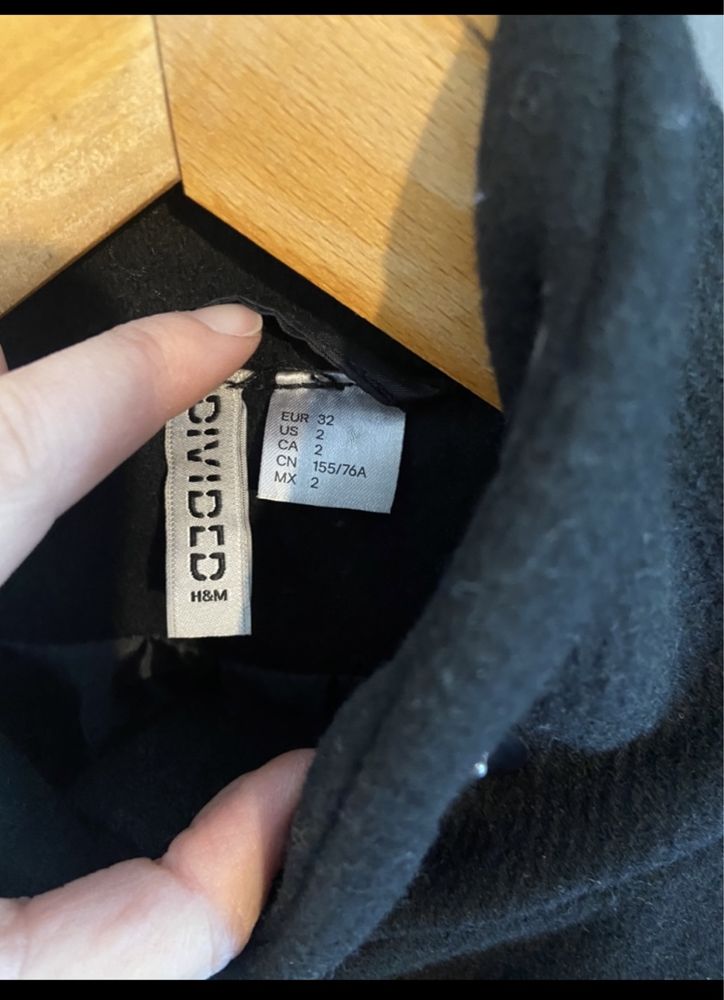 DIVIDED
H&M
EUR 32
US 2
CA 2
CN 155/76A
MX 2